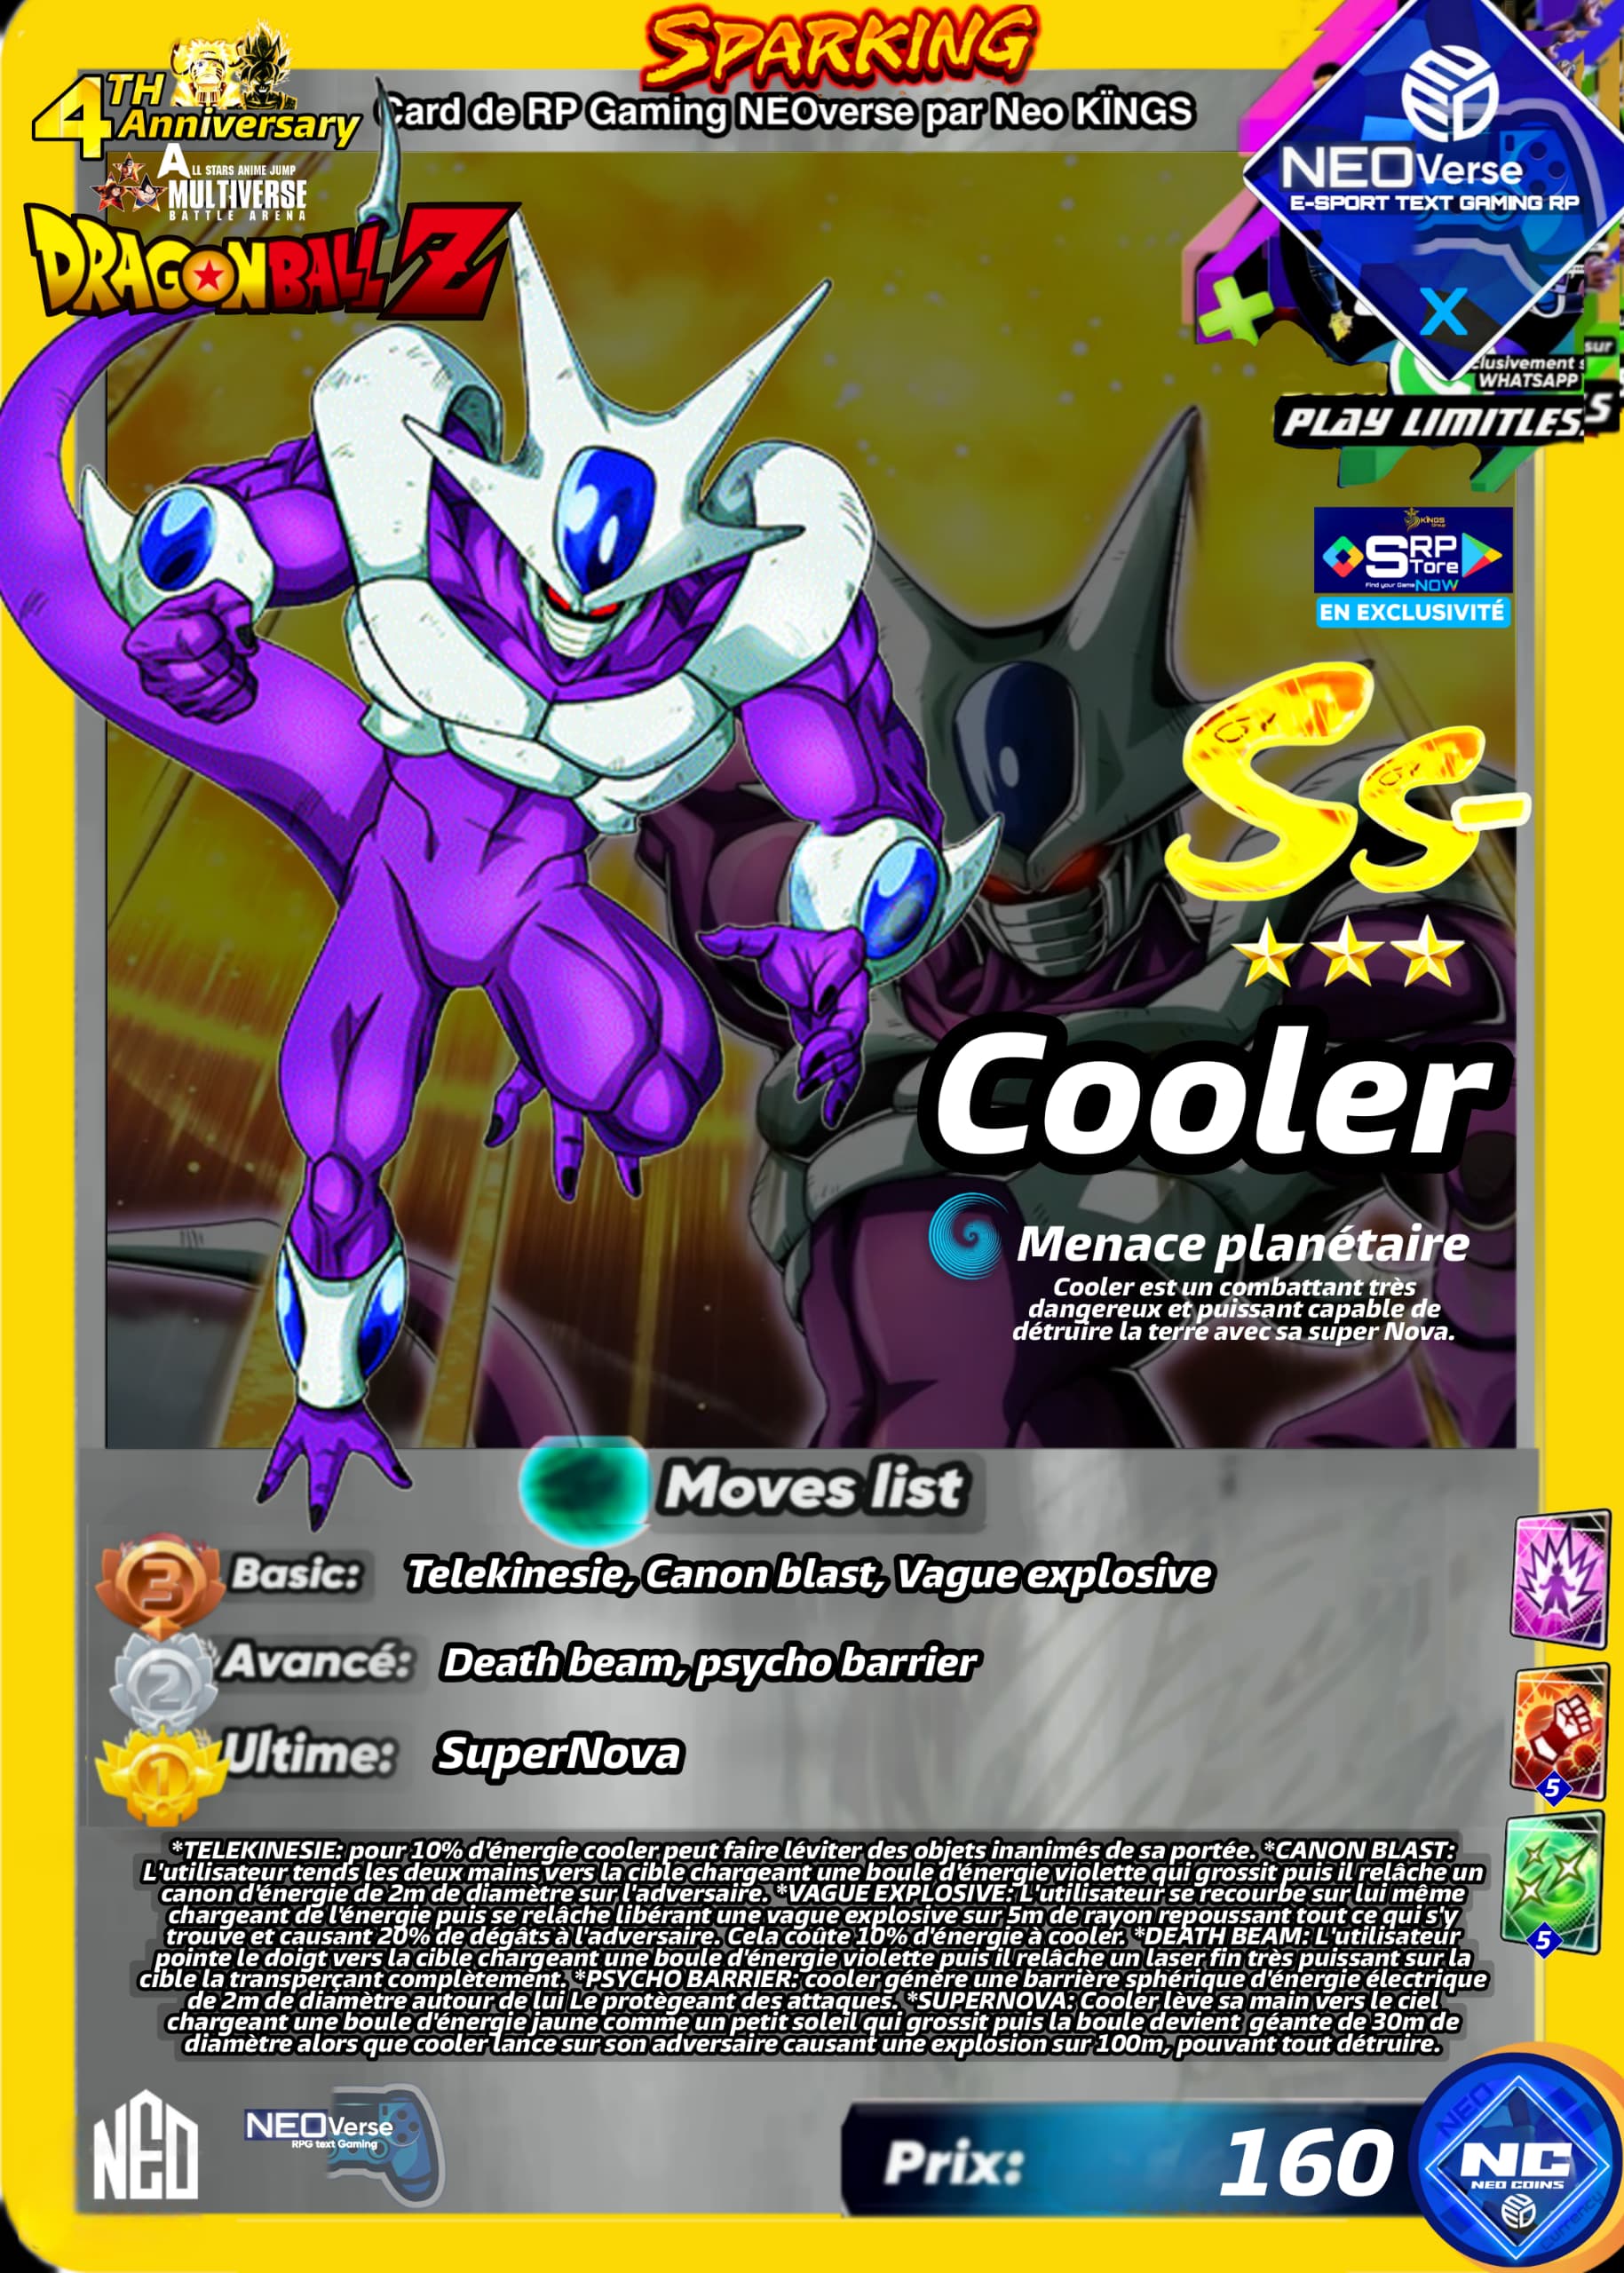 SPARKING
4TH
Anniversary
Card de RP Gaming NEOverse par Neo KÏNGS
ALL STARS ANIME JUMP
MULTIVERSE
BATTLE ARENA
DRAGONBALL Z
NEOVerse
E-SPORT TEXT GAMING RP
X
sur
WHATSAPP
PLAY LIMITLES
S
KiNGS
SRP
Tore
Find your Game NOW
EN EXCLUSIVITÉ
Ss-
Cooler
Menace planétaire
Cooler est un combattant très
dangereux et puissant capable de
détruire la terre avec sa super Nova.
Moves list
3 Basic: Telekinesie, Canon blast, Vague explosive
2 Avancé: Death beam, psycho barrier
1 Ultime: SuperNova
5
5
*TELEKINESIE: pour 10% d'énergie cooler peut faire léviter des objets inanimés de sa portée. *CANON BLAST:
L'utilisateur tends les deux mains vers la cible chargeant une boule d'énergie violette qui grossit puis il relâche un
canon d'énergie de 2m de diamètre sur l'adversaire. *VAGUE EXPLOSIVE: L'utilisateur se recourbe sur lui même
chargeant de l'énergie puis se relâche libérant une vague explosive sur 5m de rayon repoussant tout ce qui s'y
trouve et causant 20% de dégâts à l'adversaire. Cela coûte 10% d'énergie à cooler. *DEATH BEAM: L'utilisateur
pointe le doigt vers la cible chargeant une boule d'énergie violette puis il relâche un laser fin très puissant sur la
cible la transperçant complètement. *PSYCHO BARRIER: cooler génère une barrière sphérique d'énergie électrique
de 2m de diamètre autour de lui Le protègeant des attaques. *SUPERNOVA: Cooler lève sa main vers le ciel
chargeant une boule d'énergie jaune comme un petit soleil qui grossit puis la boule devient géante de 30m de
diamètre alors que cooler lance sur son adversaire causant une explosion sur 100m, pouvant tout détruire.
NEO
NEOVerse
RPG text Gaming
Prix: 160
NC
NEO COINS